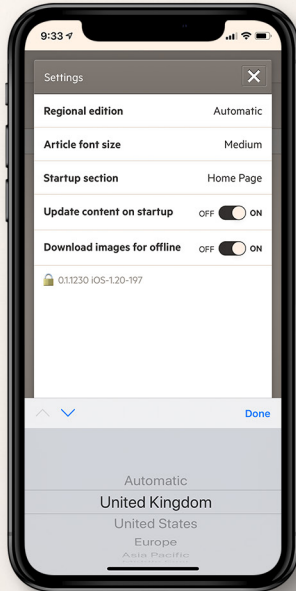 9:33
Settings
Regional edition Automatic
Article font size Medium
Startup section Home Page
Update content on startup OFF ON
Download images for offline OFF ON
0.1.1230 iOS-1.20-197
Done
Automatic
United Kingdom
United States
Europe
Asia Pacific